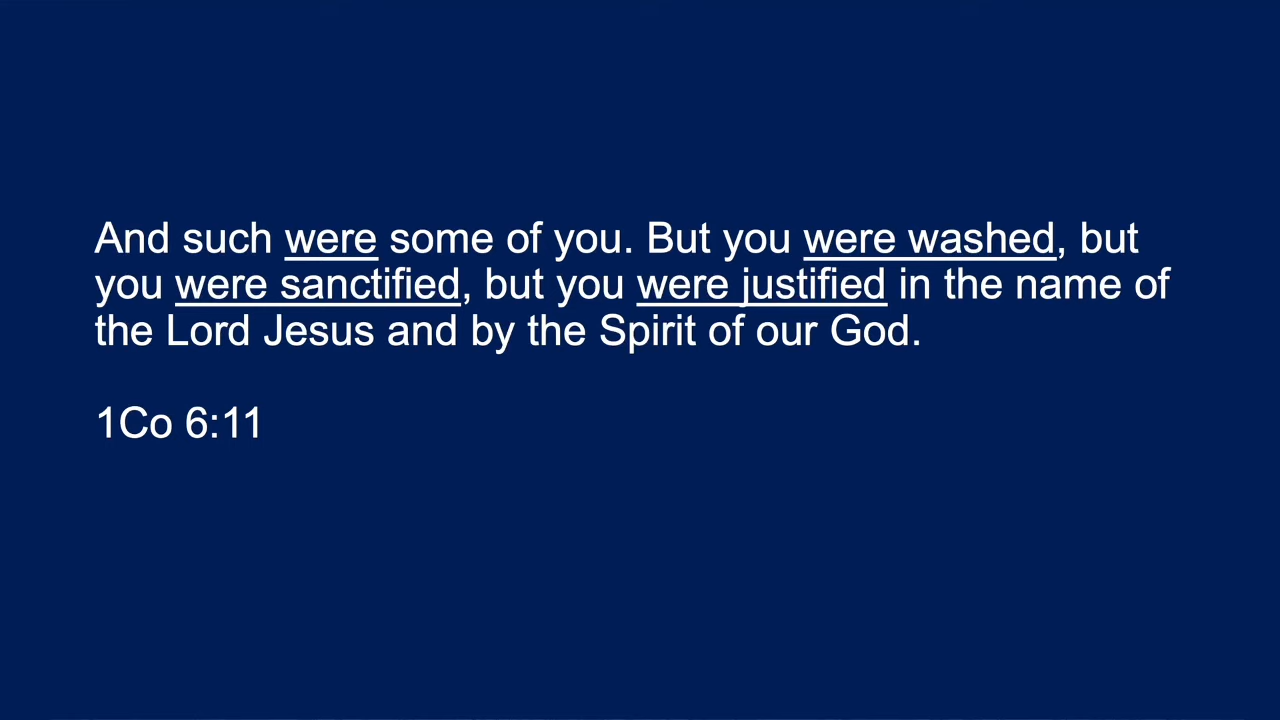 And such were some of you. But you were washed, but
you were sanctified, but you were justified in the name of
the Lord Jesus and by the Spirit of our God.
1Co 6:11